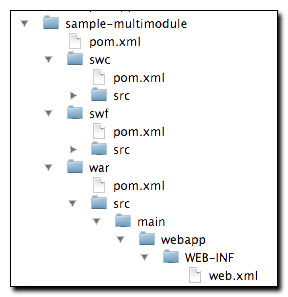 sample-multimodule
pom.xml
swc
pom.xml
src
swf
pom.xml
src
war
pom.xml
src
main
webapp
WEB-INF
web.xml